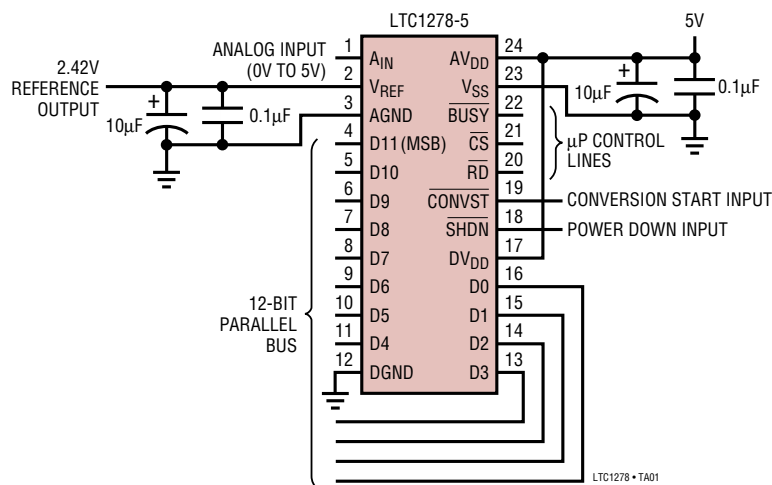 LTC1278-5
ANALOG INPUT
(0V TO 5V)
2.42V
REFERENCE
OUTPUT
+
10µF
0.1µF
12-BIT
PARALLEL
BUS
1 AIN
2 VREF
3 AGND
4 D11(MSB)
5 D10
6 D9
7 D8
8 D7
9 D6
10 D5
11 D4
12 DGND
AVDD 24
VSS 23
BUSY 22
CS 21
RD 20
CONVST 19
SHDN 18
DVDD 17
D0 16
D1 15
D2 14
D3 13
5V
+
10µF
0.1µF
µP CONTROL
LINES
CONVERSION START INPUT
POWER DOWN INPUT
LTC1278 • TA01